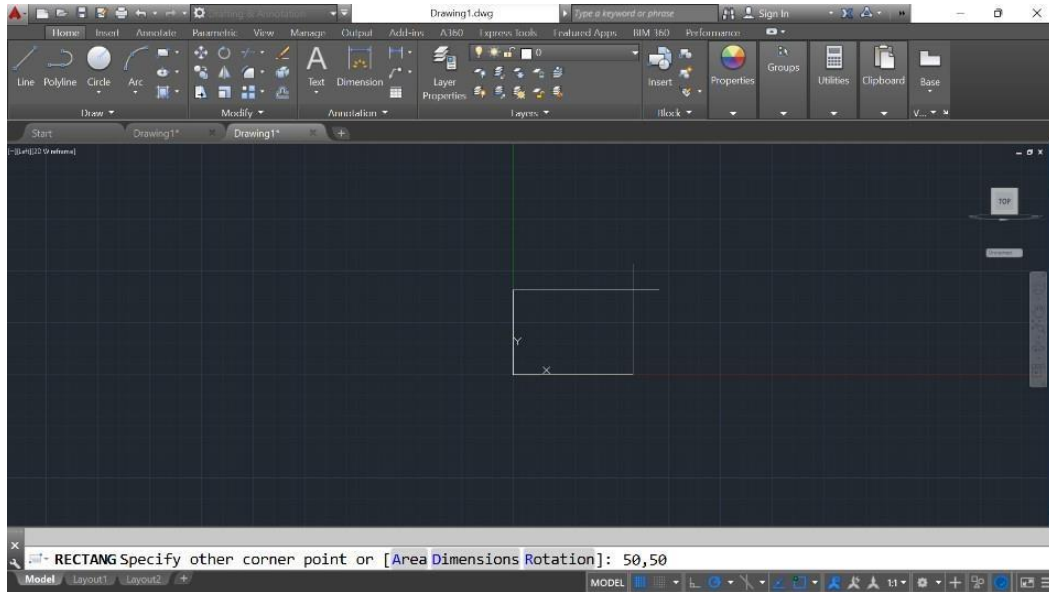 Drawing1.dwg
Type a keyword or phrase
Sign In
Home Insert Annotate Parametric View Manage Output Add-ins A360 Express Tools Featured Apps BIM 360 Performance
Line Polyline Circle Arc Text Dimension Layer Properties Insert Properties Groups Utilities Clipboard Base
0
Draw Modify Annotation Layers Block V...
Start Drawing1* Drawing1*
TOP
Y
X
RECTANG Specify other corner point or [Area Dimensions Rotation]: 50,50
Model Layout1 Layout2 MODEL 1:1